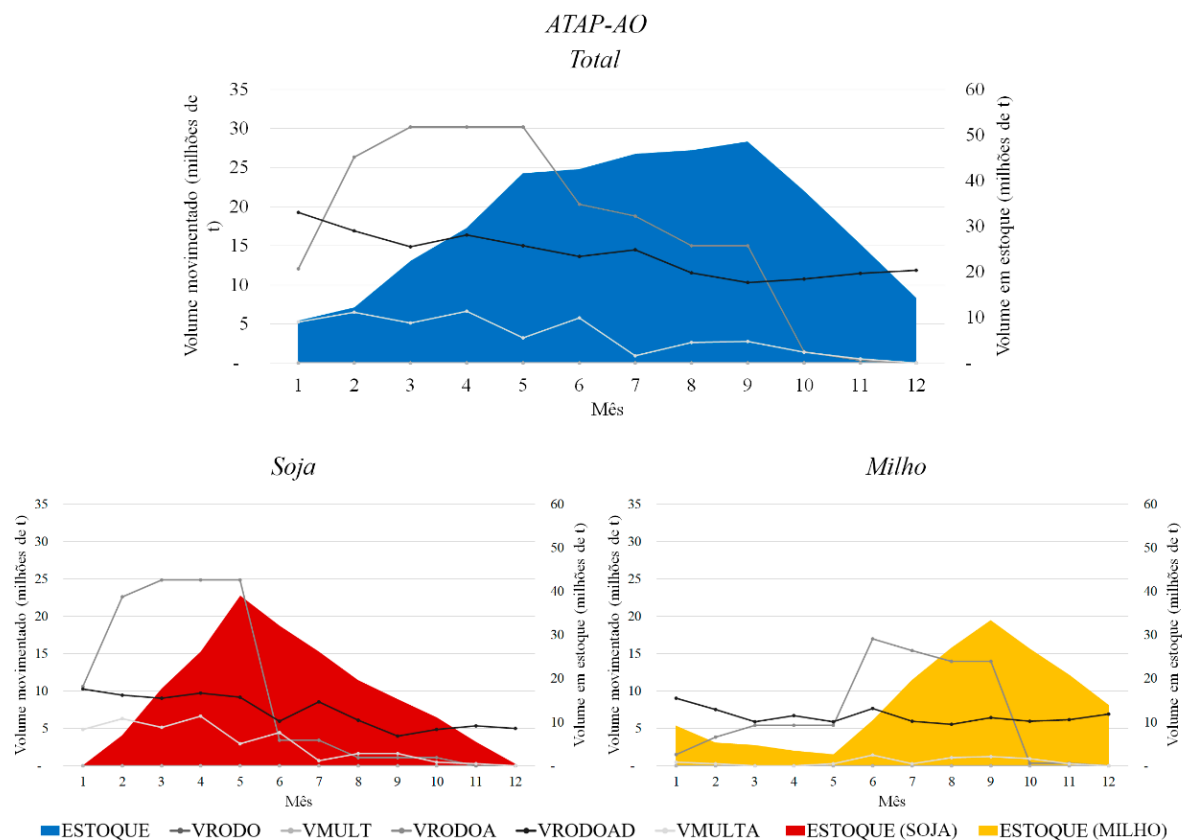 ATAP-AO
Total
Volume movimentado (milhões de
t)
35
30
25
20
15
10
5
-
60
50
40
30
20
10
-
Volume em estoque (milhões de t)
1 2 3 4 5 6 7 8 9 10 11 12
Mês
Soja
Volume movimentado (milhões de t)
35
30
25
20
15
10
5
-
60
50
40
30
20
10
-
Volume em estoque (milhões de t)
1 2 3 4 5 6 7 8 9 10 11 12
Mês
Milho
Volume movimentado (milhões de t)
35
30
25
20
15
10
5
-
60
50
40
30
20
10
-
Volume em estoque (milhões de t)
1 2 3 4 5 6 7 8 9 10 11 12
Mês
ESTOQUE VRODO VMULT VRODOA VRODOAD VMULTA ESTOQUE (SOJA) ESTOQUE (MILHO)